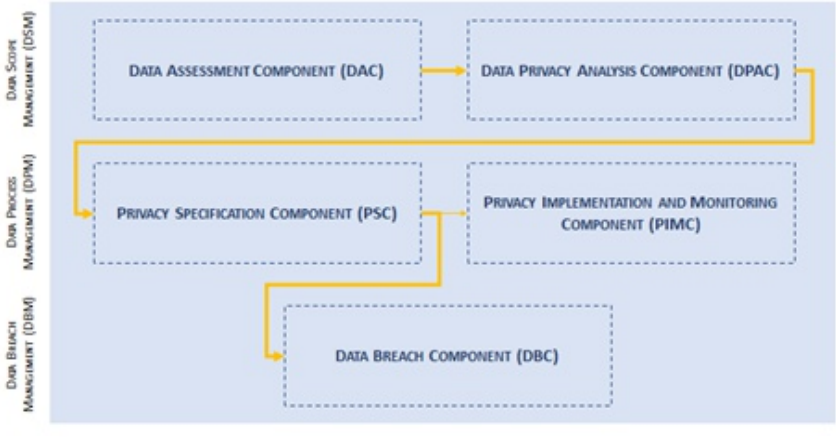 DATA SCOPE
MANAGEMENT (DSM)
DATA ASSESSMENT COMPONENT (DAC)
DATA PRIVACY ANALYSIS COMPONENT (DPAC)
DATA PROCESS
MANAGEMENT (DPM)
PRIVACY SPECIFICATION COMPONENT (PSC)
PRIVACY IMPLEMENTATION AND MONITORING
COMPONENT (PIMC)
DATA BREACH
MANAGEMENT (DBM)
DATA BREACH COMPONENT (DBC)